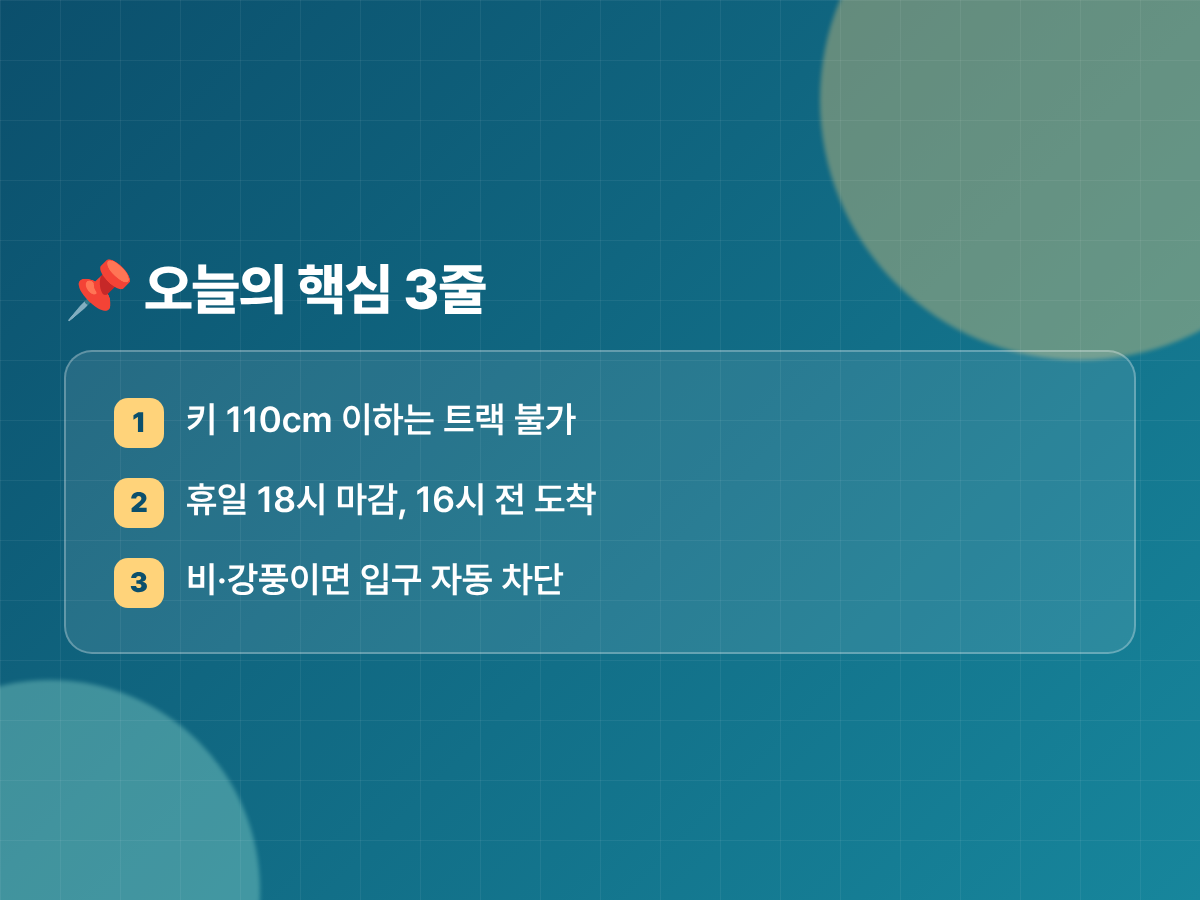 📌 오늘의 핵심 3줄
1 키 110cm 이하는 트랙 불가
2 휴일 18시 마감, 16시 전 도착
3 비·강풍이면 입구 자동 차단